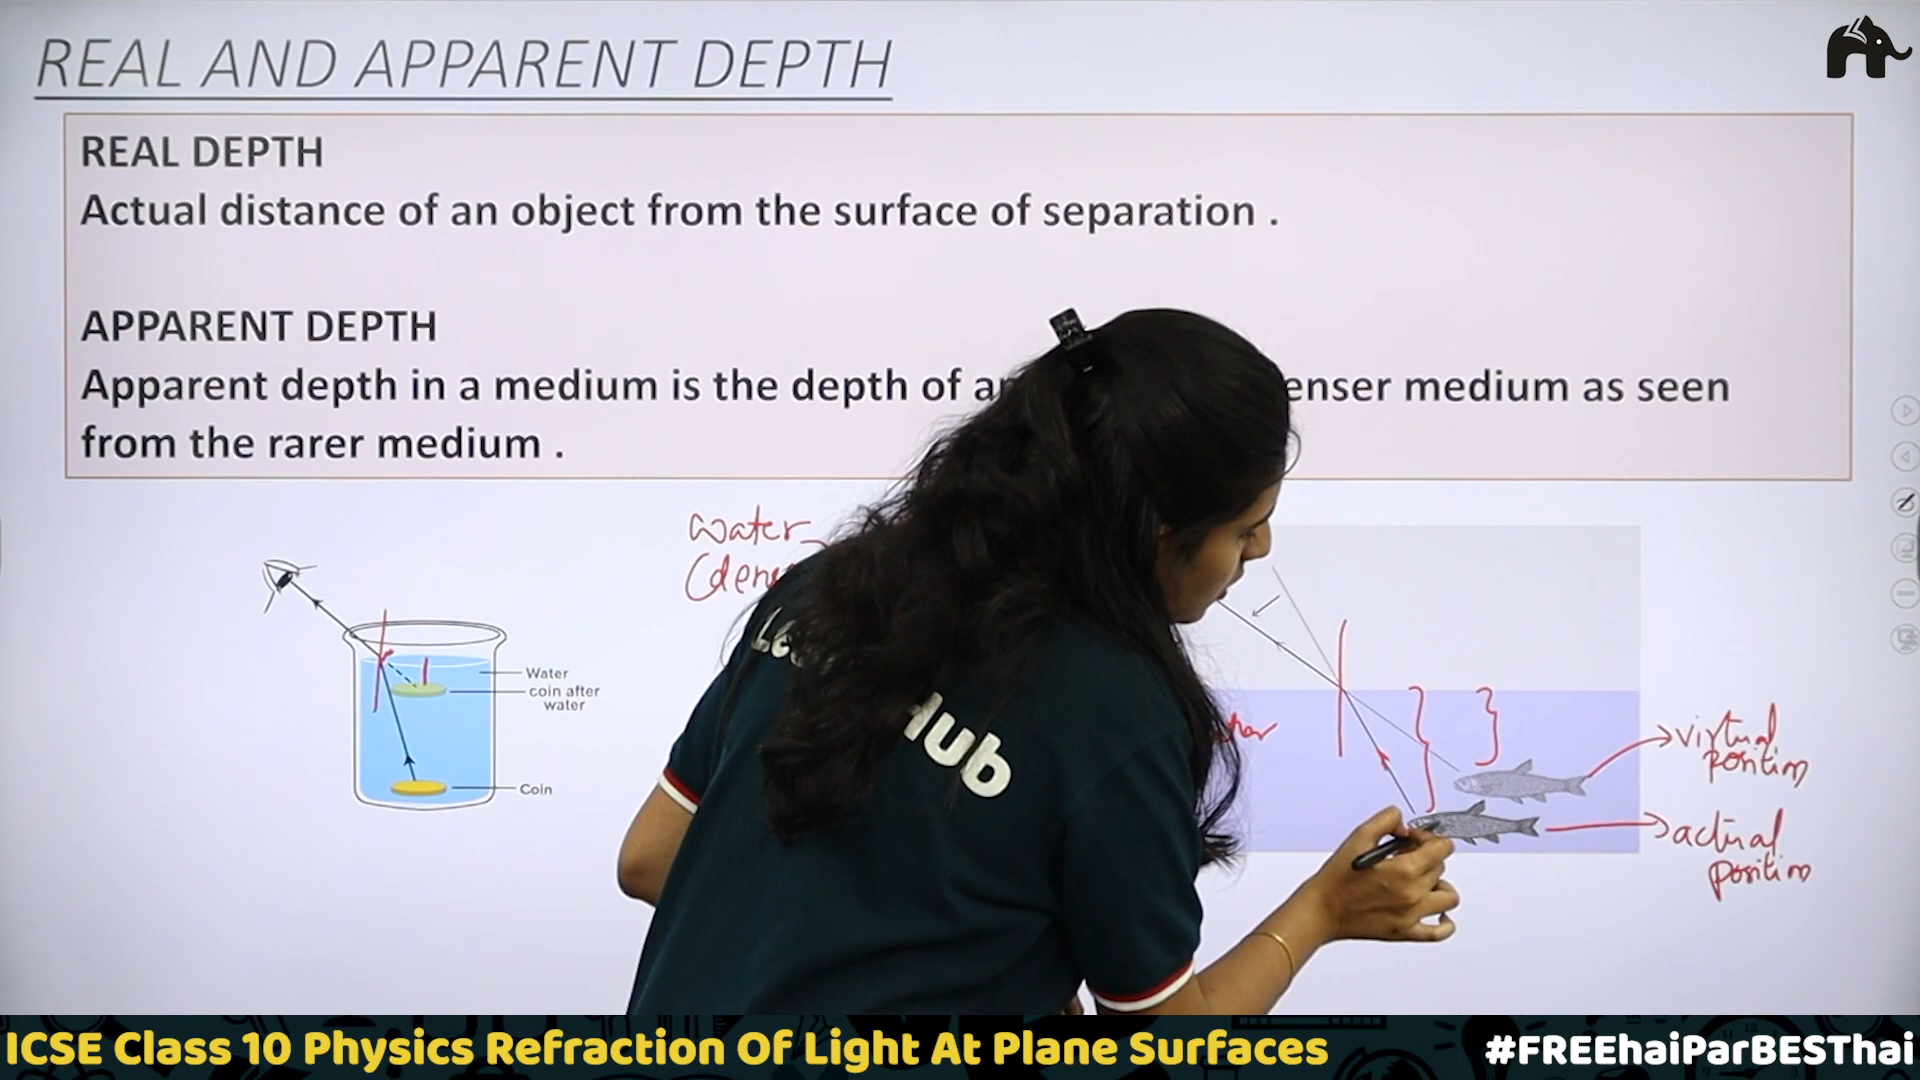 REAL AND APPARENT DEPTH
REAL DEPTH
Actual distance of an object from the surface of separation .
APPARENT DEPTH
Apparent depth in a medium is the depth of enser medium as seen
from the rarer medium .
water
(den
Water
coin after
water
Coin
virtual
position
actual
position
Hub
ICSE Class 10 Physics Refraction Of Light At Plane Surfaces
#FREEhaiParBESThai